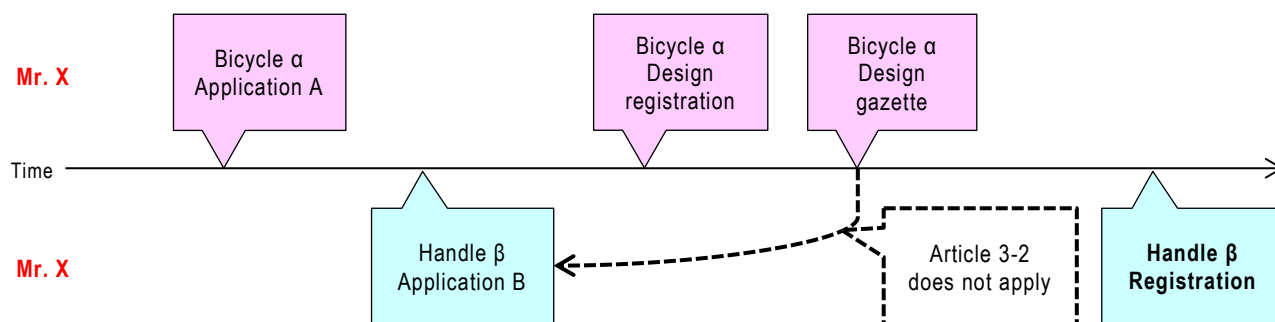 Mr. X
Bicycle α
Application A
Bicycle α
Design
registration
Bicycle α
Design
gazette
Time
Mr. X
Handle β
Application B
Article 3-2
does not apply
Handle β
Registration